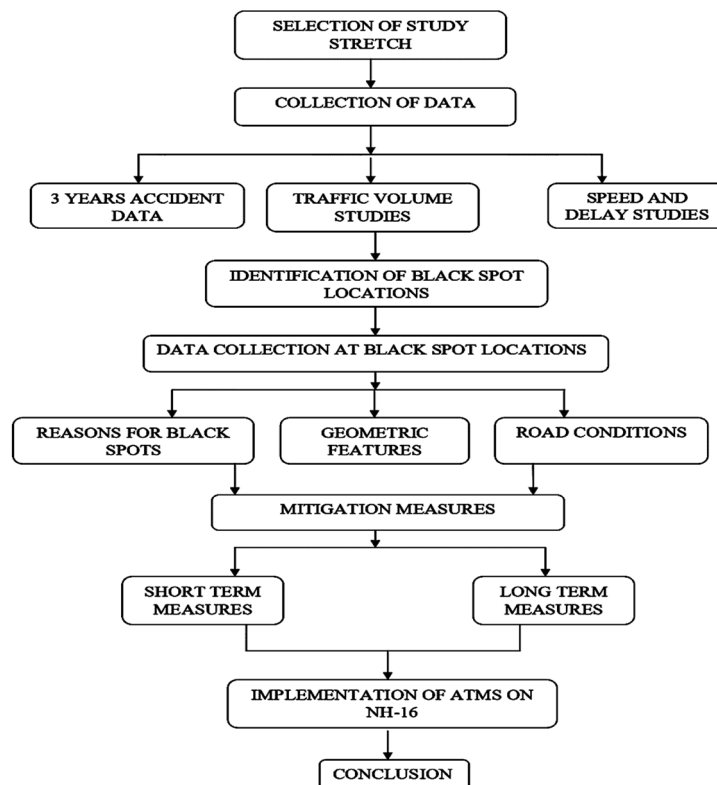 SELECTION OF STUDY
STRETCH
COLLECTION OF DATA
3 YEARS ACCIDENT
DATA
TRAFFIC VOLUME
STUDIES
SPEED AND
DELAY STUDIES
IDENTIFICATION OF BLACK SPOT
LOCATIONS
DATA COLLECTION AT BLACK SPOT LOCATIONS
REASONS FOR BLACK
SPOTS
GEOMETRIC
FEATURES
ROAD CONDITIONS
MITIGATION MEASURES
SHORT TERM
MEASURES
LONG TERM
MEASURES
IMPLEMENTATION OF ATMS ON
NH-16
CONCLUSION